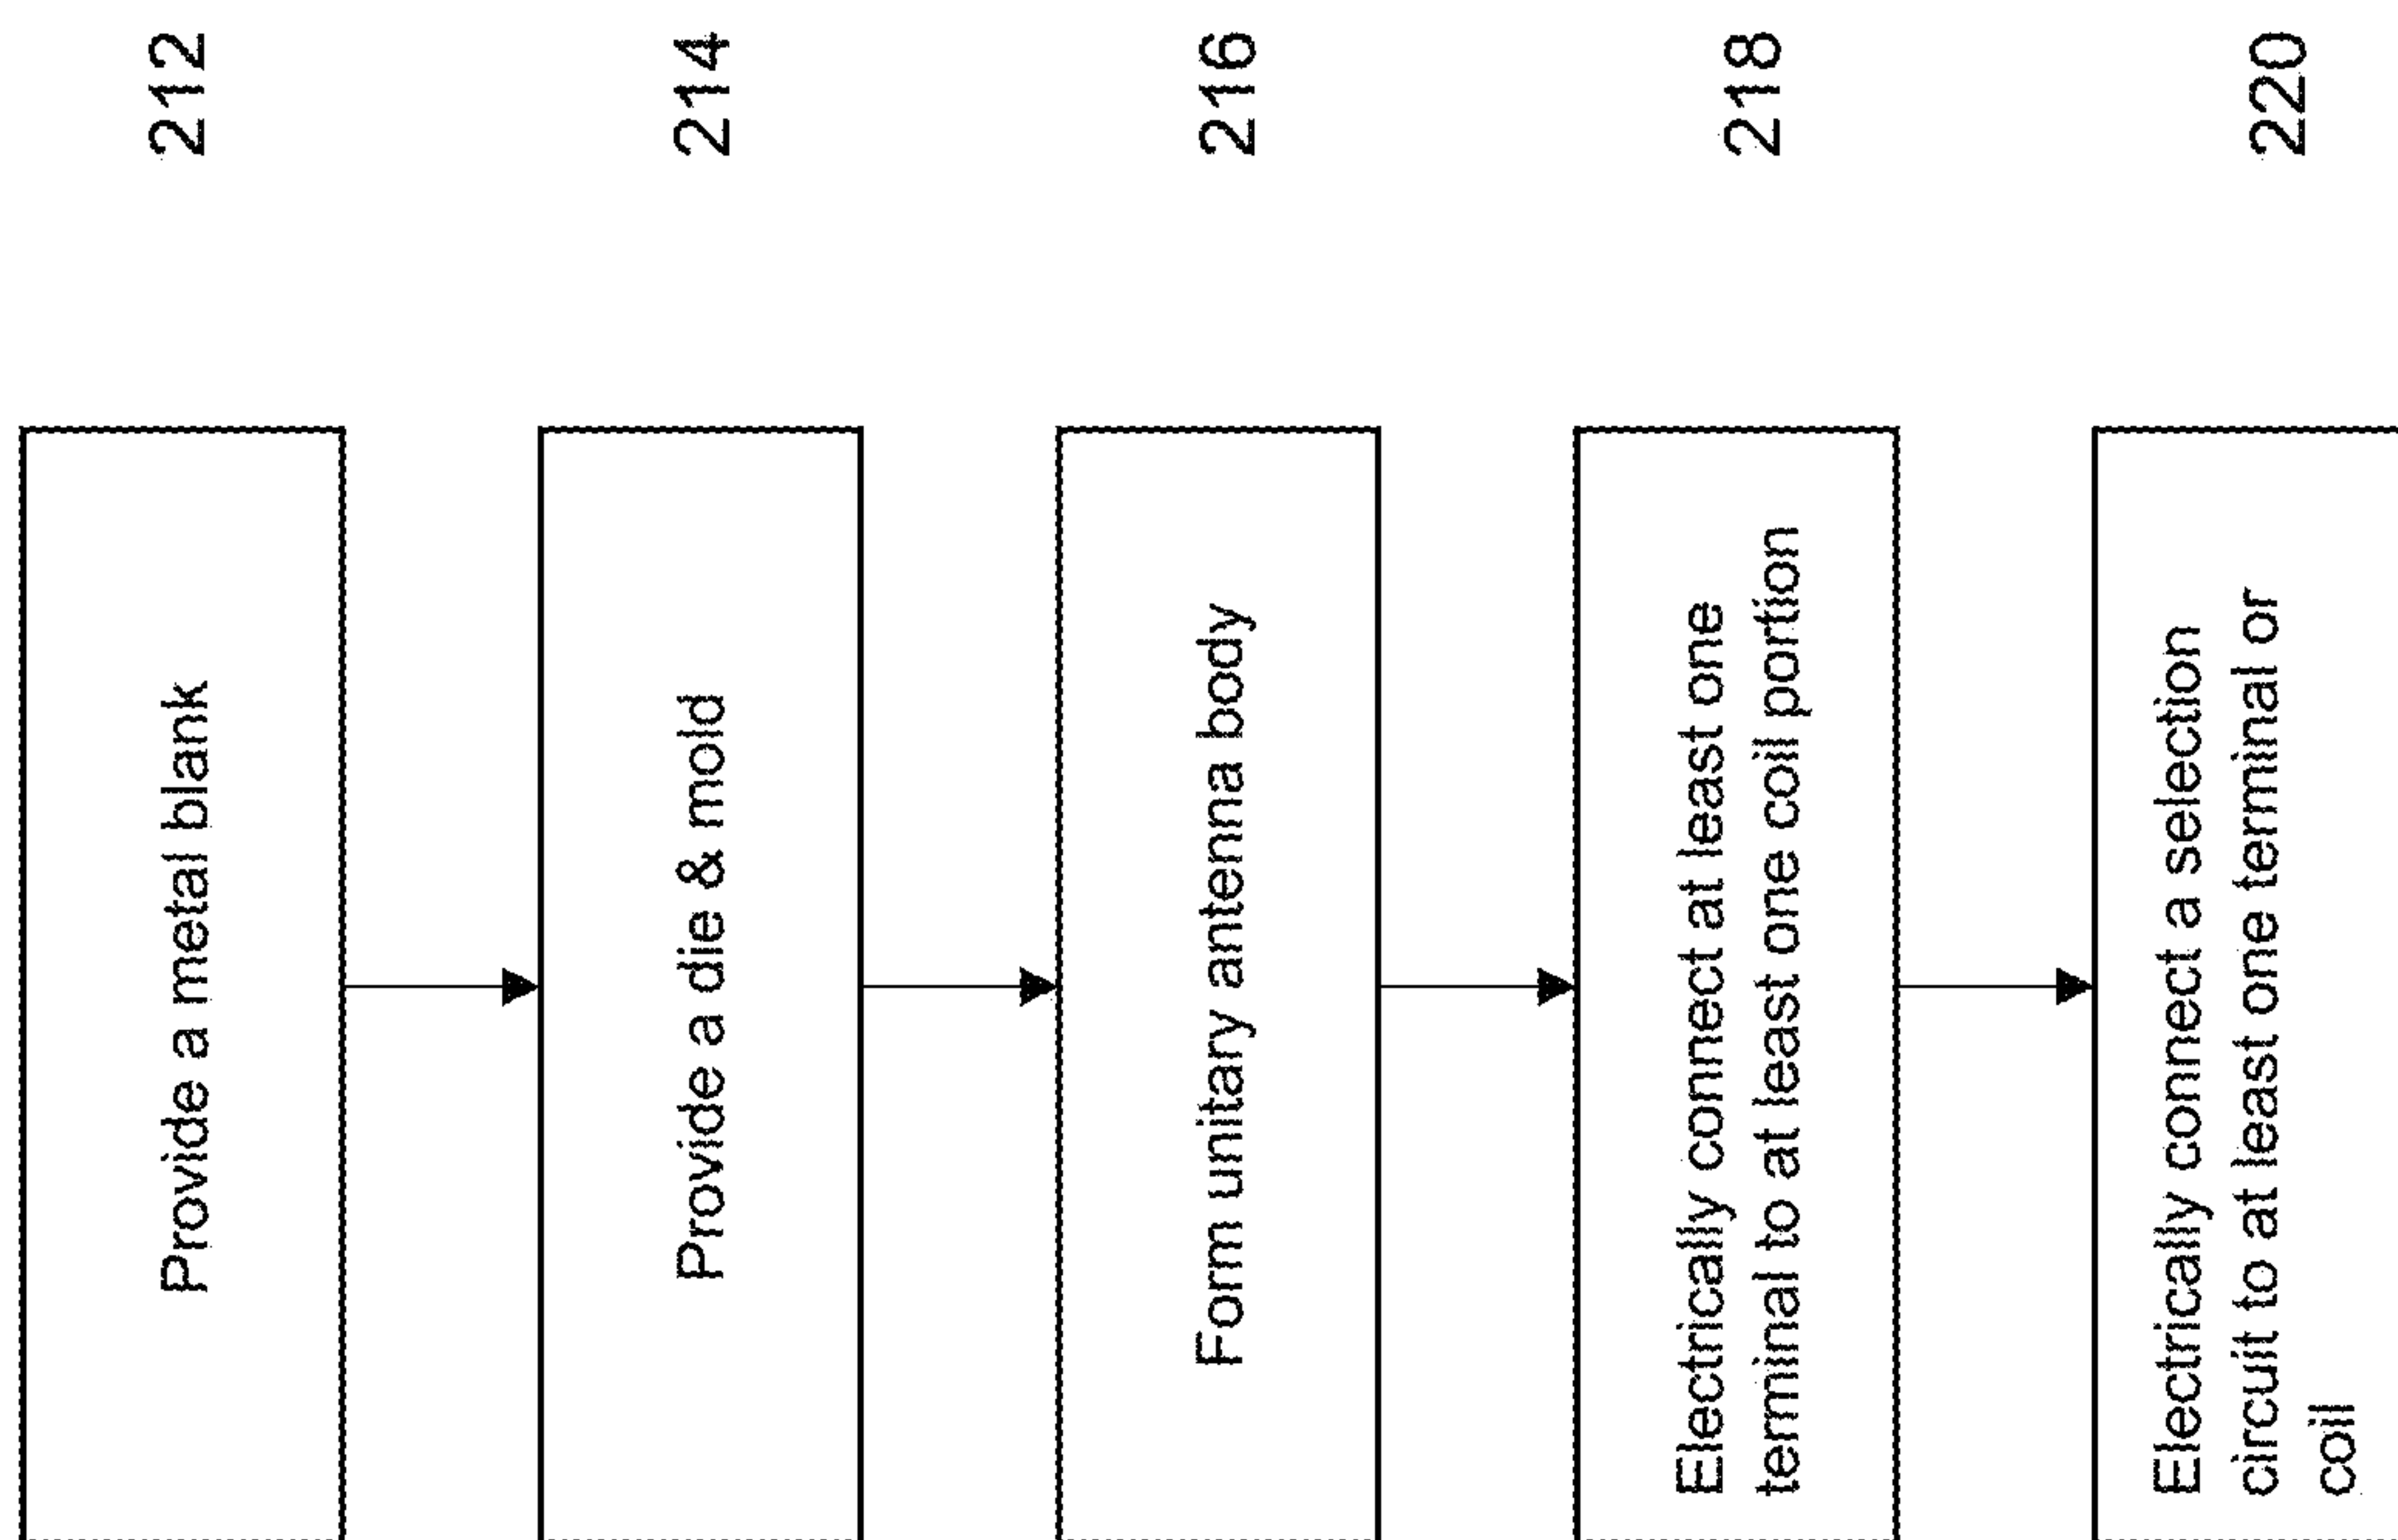 Provide a metal blank
212
Provide a die & mold
214
Form unitary antenna body
216
Electrically connect at least one
terminal to at least one coil portion
218
Electrically connect a selection
circuit to at least one terminal or
coil
220